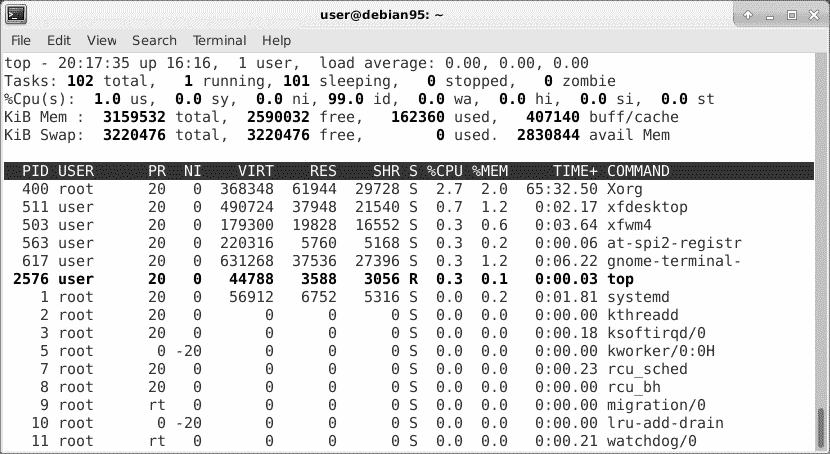 user@debian95: ~
File Edit View Search Terminal Help
top - 20:17:35 up 16:16,  1 user,  load average: 0.00, 0.00, 0.00
Tasks: 102 total,   1 running, 101 sleeping,   0 stopped,   0 zombie
%Cpu(s):  1.0 us,  0.0 sy,  0.0 ni, 99.0 id,  0.0 wa,  0.0 hi,  0.0 si,  0.0 st
KiB Mem :  3159532 total,  2590032 free,   162360 used,   407140 buff/cache
KiB Swap:  3220476 total,  3220476 free,        0 used.  2830844 avail Mem
PID USER      PR  NI    VIRT    RES    SHR S %CPU %MEM     TIME+ COMMAND
400 root      20   0  368348  61944  29728 S  2.7  2.0  65:32.50 Xorg
511 user      20   0  490724  37948  21540 S  0.7  1.2   0:02.17 xfdesktop
503 user      20   0  179300  19828  16552 S  0.3  0.6   0:03.64 xfwm4
563 user      20   0  220316   5760   5168 S  0.3  0.2   0:00.06 at-spi2-registr
617 user      20   0  631268  37536  27396 S  0.3  1.2   0:06.22 gnome-terminal-
2576 user      20   0   44788   3588   3056 R  0.3  0.1   0:00.03 top
1 root      20   0   56912   6752   5316 S  0.0  0.2   0:01.81 systemd
2 root      20   0       0      0      0 S  0.0  0.0   0:00.00 kthreadd
3 root      20   0       0      0      0 S  0.0  0.0   0:00.18 ksoftirqd/0
5 root       0 -20       0      0      0 S  0.0  0.0   0:00.00 kworker/0:0H
7 root      20   0       0      0      0 S  0.0  0.0   0:00.23 rcu_sched
8 root      20   0       0      0      0 S  0.0  0.0   0:00.00 rcu_bh
9 root      rt   0       0      0      0 S  0.0  0.0   0:00.00 migration/0
10 root       0 -20       0      0      0 S  0.0  0.0   0:00.00 lru-add-drain
11 root      rt   0       0      0      0 S  0.0  0.0   0:00.21 watchdog/0